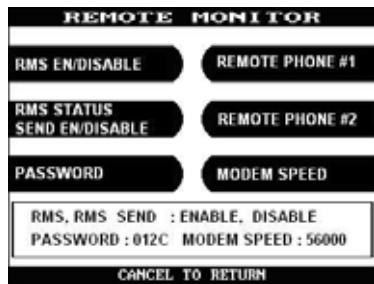 REMOTE MONITOR
RMS EN/DISABLE
REMOTE PHONE #1
RMS STATUS
SEND EN/DISABLE
REMOTE PHONE #2
PASSWORD
MODEM SPEED
RMS, RMS SEND : ENABLE, DISABLE
PASSWORD : 012C MODEM SPEED : 56000
CANCEL TO RETURN